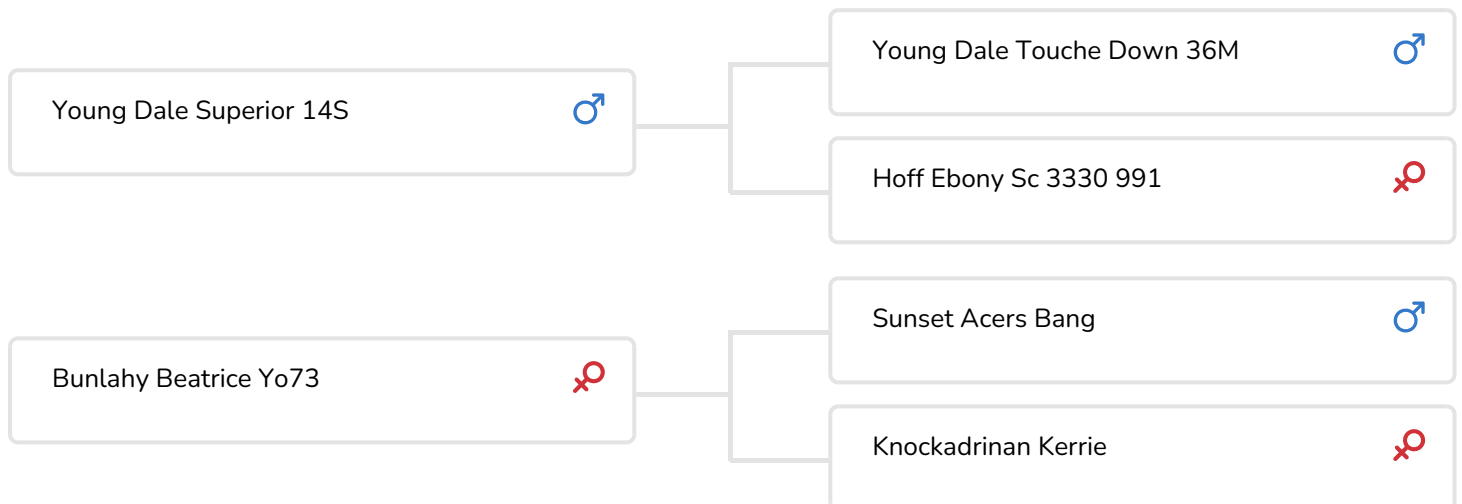 Young Dale Superior 14S
Young Dale Touche Down 36M
Hoff Ebony Sc 3330 991
Bunlahy Beatrice Yo73
Sunset Acers Bang
Knockadrinan Kerrie